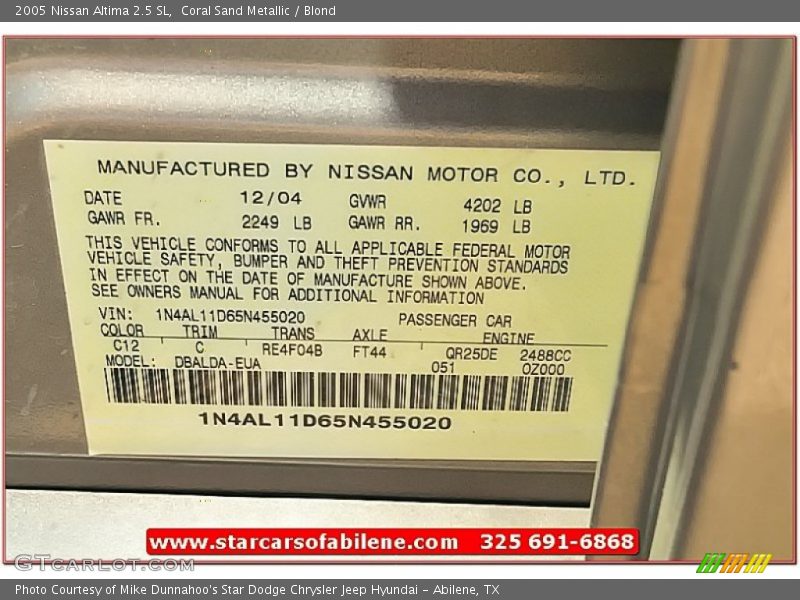 2005 Nissan Altima 2.5 SL,  Coral Sand Metallic / Blond
MANUFACTURED BY NISSAN MOTOR CO., LTD.
DATE 12/04 GVWR 4202 LB
GAWR FR. 2249 LB GAWR RR. 1969 LB
THIS VEHICLE CONFORMS TO ALL APPLICABLE FEDERAL MOTOR
VEHICLE SAFETY, BUMPER AND THEFT PREVENTION STANDARDS
IN EFFECT ON THE DATE OF MANUFACTURE SHOWN ABOVE.
SEE OWNERS MANUAL FOR ADDITIONAL INFORMATION
VIN: 1N4AL11D65N455020 PASSENGER CAR
COLOR TRIM TRANS AXLE ENGINE
C12 C RE4F04B FT44 QR25DE 2488CC
MODEL: DBALDA-EUA 051 0Z000
1N4AL11D65N455020
www.starcarsofabilene.com 325 691-6868
GTCARLOT.COM
Photo Courtesy of Mike Dunnahoo's Star Dodge Chrysler Jeep Hyundai - Abilene, TX